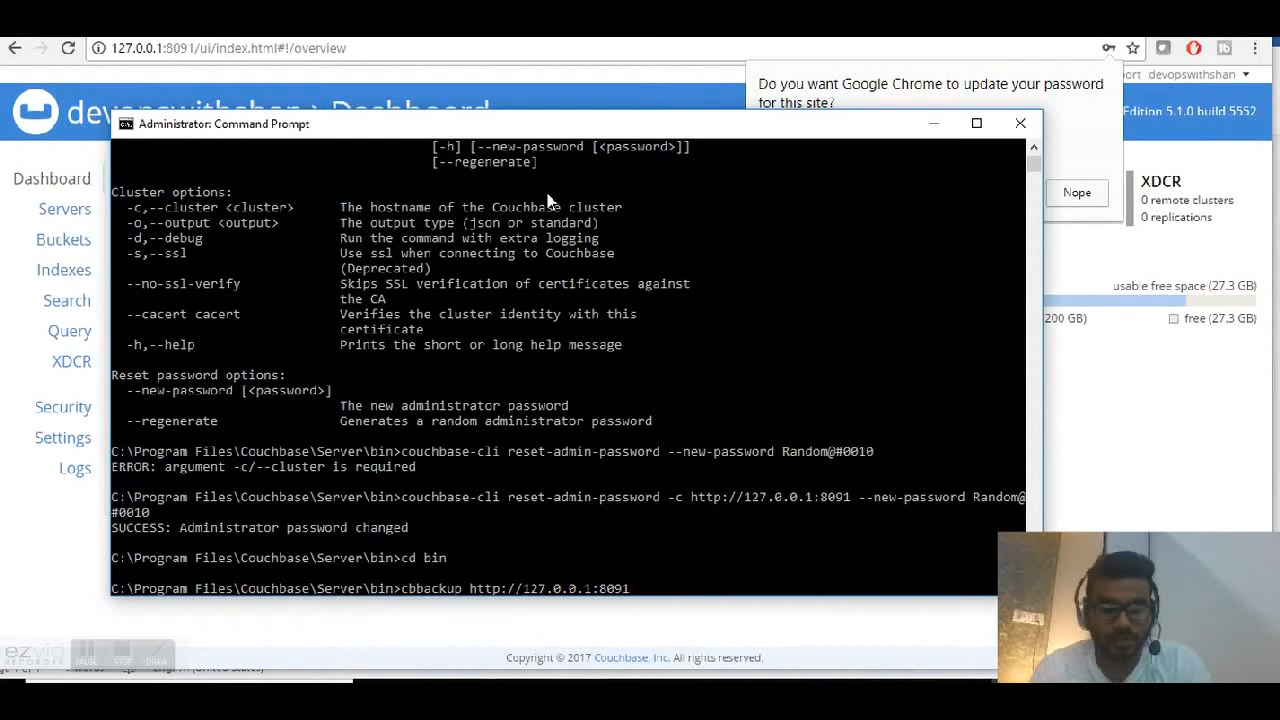 127.0.0.1:8091/ui/index.html#!/overview
Do you want Google Chrome to update your password
for this site?
port devopswithshan
devopswithshan > Dashboard
Edition 5.1.0 build 5552
Administrator: Command Prompt
[-h] [--new-password [<password>]]
[--regenerate]
Nope
XDCR
0 remote clusters
0 replications
Dashboard
Servers
Buckets
Indexes
Search
Query
XDCR
Security
Settings
Logs
Cluster options:
-c,--cluster <cluster> The hostname of the Couchbase cluster
-o,--output <output> The output type (json or standard)
-d,--debug Run the command with extra logging
-s,--ssl Use ssl when connecting to Couchbase
(Deprecated)
--no-ssl-verify Skips SSL verification of certificates against
the CA
--cacert cacert Verifies the cluster identity with this
certificate
-h,--help Prints the short or long help message
usable free space (27.3 GB)
200 GB)
free (27.3 GB)
Reset password options:
--new-password [<password>]
The new administrator password
--regenerate Generates a random administrator password
C:\Program Files\Couchbase\Server\bin>couchbase-cli reset-admin-password --new-password Random@#0010
ERROR: argument -c/--cluster is required
C:\Program Files\Couchbase\Server\bin>couchbase-cli reset-admin-password -c http://127.0.0.1:8091 --new-password Random@
#0010
SUCCESS: Administrator password changed
C:\Program Files\Couchbase\Server\bin>cd bin
C:\Program Files\Couchbase\Server\bin>cbbackup http://127.0.0.1:8091
ezvid
RECORDER
PAUSE
STOP
DRAW
Copyright © 2017 Couchbase, Inc. All rights reserved.